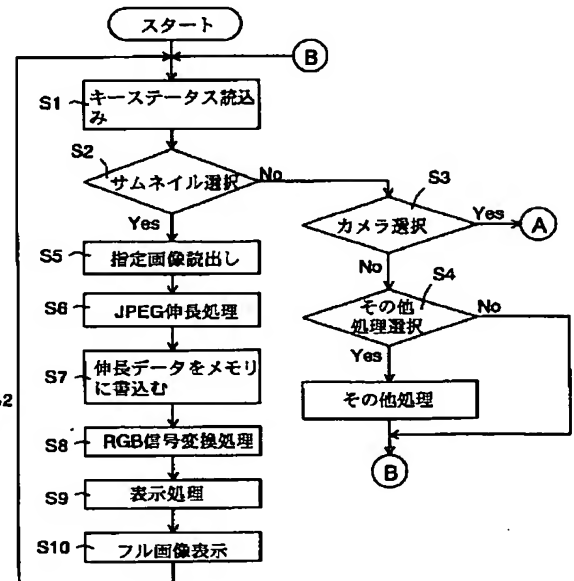 スタート
B
S1
キーステータス読込
み
S2
サムネイル選択
No
Yes
S3
カメラ選択
Yes
A
No
S4
その他
処理選択
No
Yes
その他処理
B
S5
指定画像読出し
S6
JPEG伸長処理
S7
伸長データをメモリ
に書込む
S8
RGB信号変換処理
S9
表示処理
S10
フル画像表示